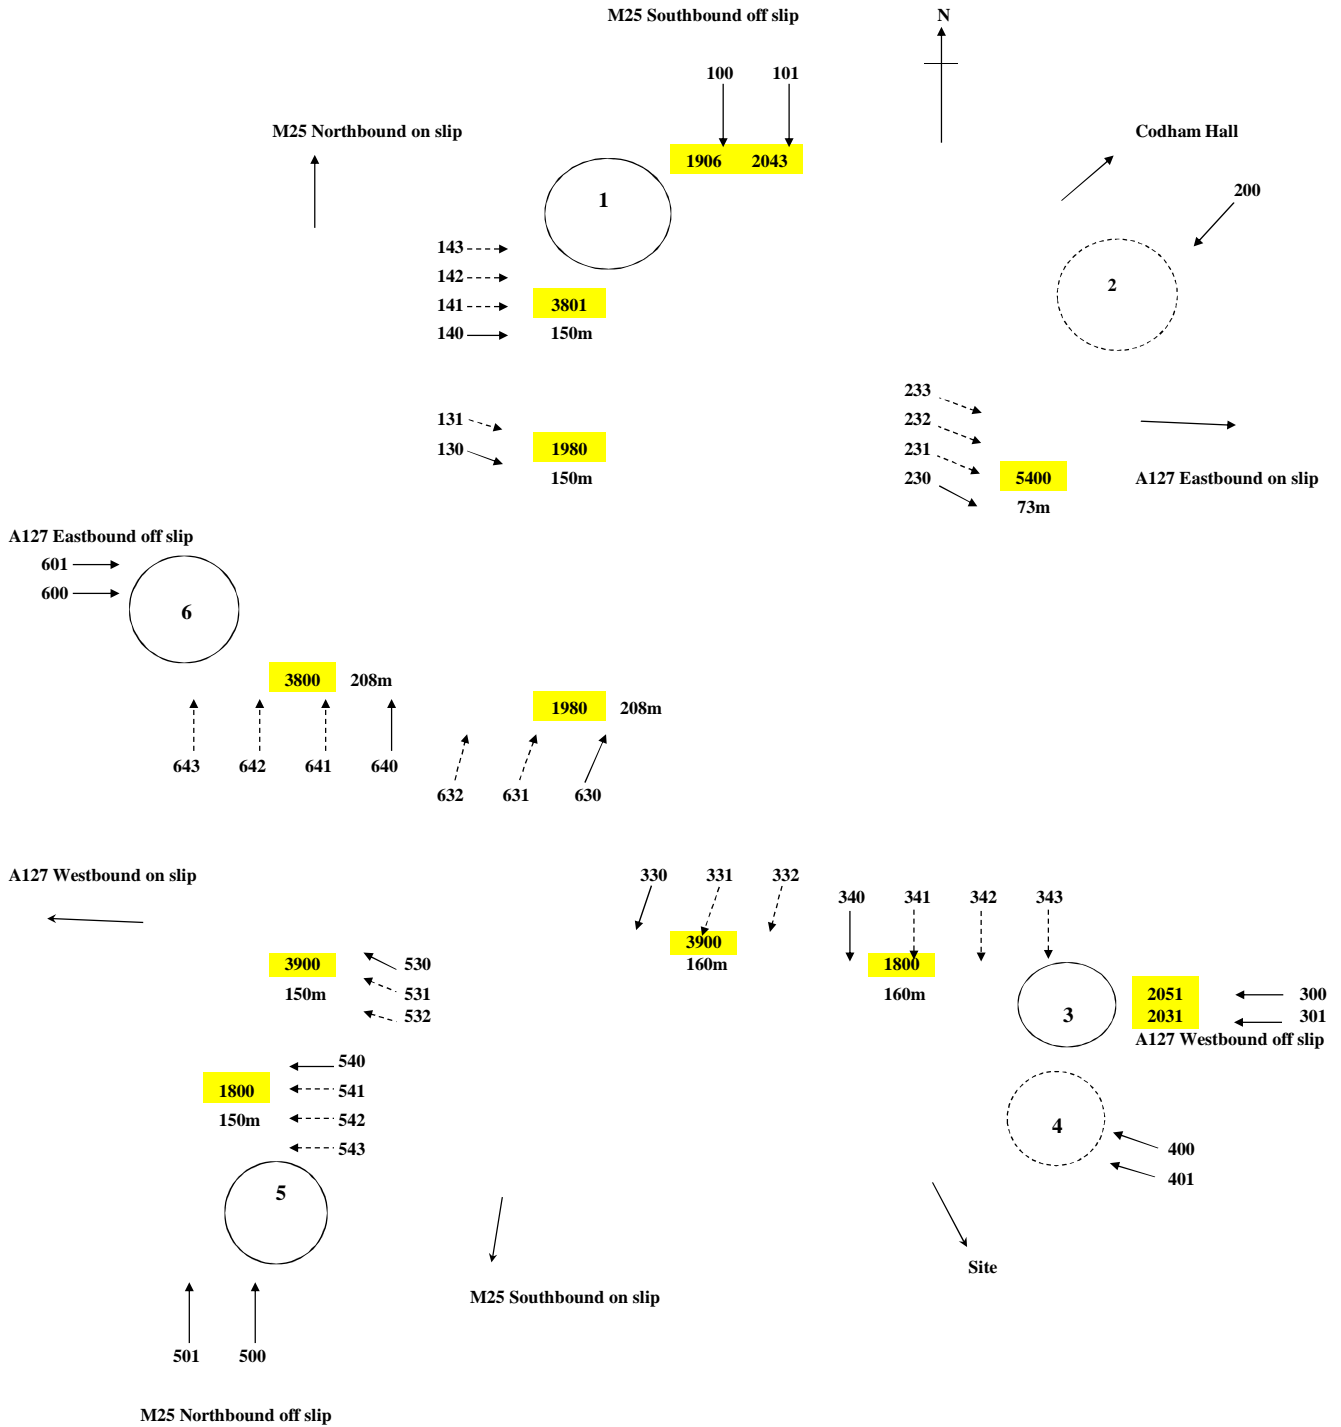 M25 Southbound off slip
N
100 101
M25 Northbound on slip
Codham Hall
1906 2043
200
1
143
142
141
140
3801
150m
2
131
130
1980
150m
233
232
231
230
5400
73m
A127 Eastbound on slip
A127 Eastbound off slip
601
600
6
3800 208m
643 642 641 640
1980 208m
632 631 630
A127 Westbound on slip
330 331 332
340 341 342 343
3900
160m
1800
160m
3900
150m
530
531
532
3
2051
2031
300
301
A127 Westbound off slip
540
541
542
543
1800
150m
4
400
401
5
Site
M25 Southbound on slip
501 500
M25 Northbound off slip